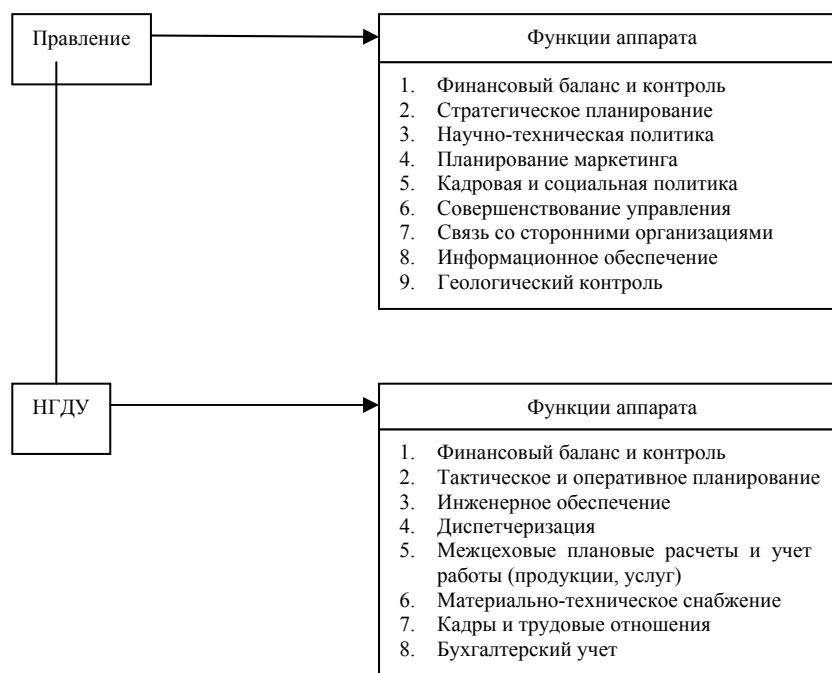 Правление
Функции аппарата
1. Финансовый баланс и контроль
2. Стратегическое планирование
3. Научно-техническая политика
4. Планирование маркетинга
5. Кадровая и социальная политика
6. Совершенствование управления
7. Связь со сторонними организациями
8. Информационное обеспечение
9. Геологический контроль
НГДУ
Функции аппарата
1. Финансовый баланс и контроль
2. Тактическое и оперативное планирование
3. Инженерное обеспечение
4. Диспетчеризация
5. Межцеховые плановые расчеты и учет
работы (продукции, услуг)
6. Материально-техническое снабжение
7. Кадры и трудовые отношения
8. Бухгалтерский учет